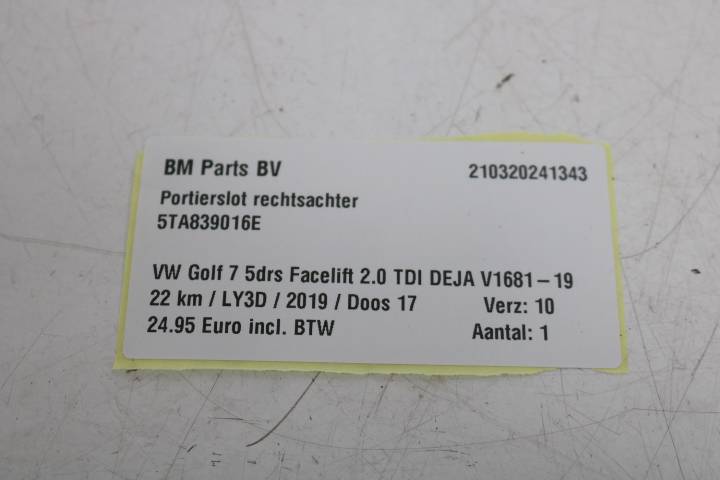 BM Parts BV 210320241343
Portierslot rechtsachter
5TA839016E
VW Golf 7 5drs Facelift 2.0 TDI DEJA V1681-19
22 km / LY3D / 2019 / Doos 17 Verz: 10
24.95 Euro incl. BTW Aantal: 1